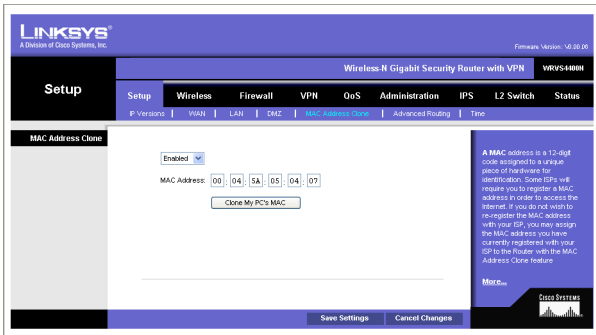 LINKSYS®
A Division of Cisco Systems, Inc.
Firmware Version: V0.00.06
Wireless-N Gigabit Security Router with VPN WRVS4400N
Setup
Setup Wireless Firewall VPN QoS Administration IPS L2 Switch Status
IP Versions | WAN | LAN | DMZ | MAC Address Clone | Advanced Routing | Time
MAC Address Clone
Enabled
MAC Address: 00 : 04 : 5A : 05 : 04 : 07
Clone My PC's MAC
A MAC address is a 12-digit
code assigned to a unique
piece of hardware for
identification. Some ISPs will
require you to register a MAC
address in order to access the
Internet. If you do not wish to
re-register the MAC address
with your ISP, you may assign
the MAC address you have
currently registered with your
ISP to the Router with the MAC
Address Clone feature
More...
Save Settings Cancel Changes
CISCO SYSTEMS